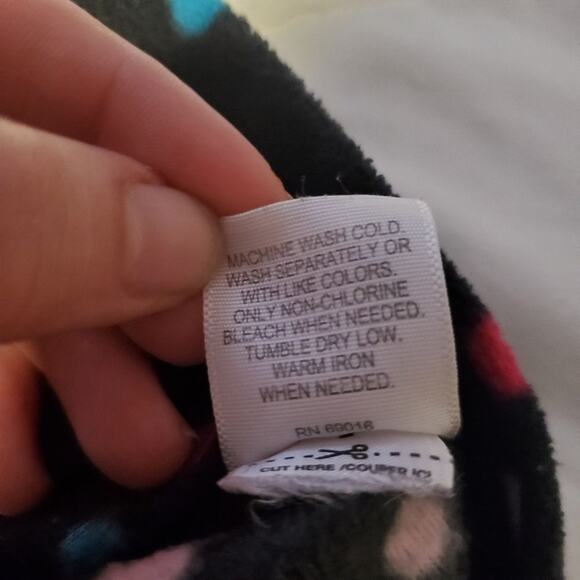 MACHINE WASH COLD.
WASH SEPARATELY OR
WITH LIKE COLORS.
ONLY NON-CHLORINE
BLEACH WHEN NEEDED.
TUMBLE DRY LOW.
WARM IRON
WHEN NEEDED.
RN 69016
CUT HERE /COUPER ICI